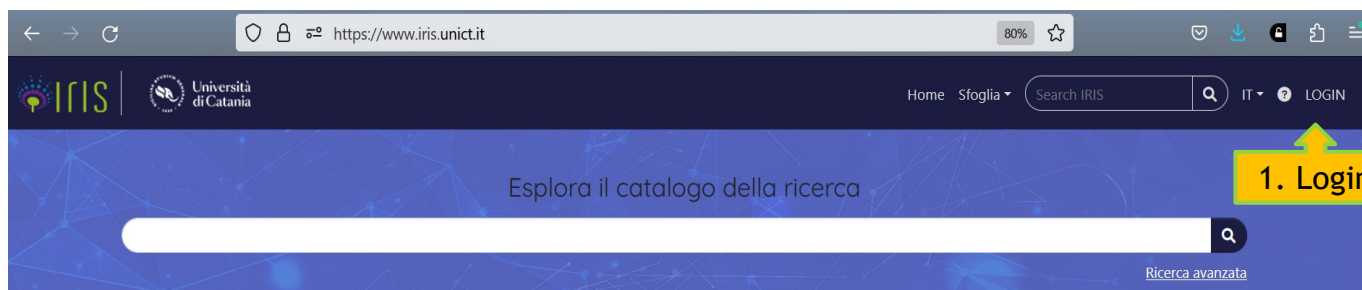 https://www.iris.unict.it 80%
IRIS Università di Catania Home Sfoglia Search IRIS IT ? LOGIN
1. Login
Esplora il catalogo della ricerca
Ricerca avanzata